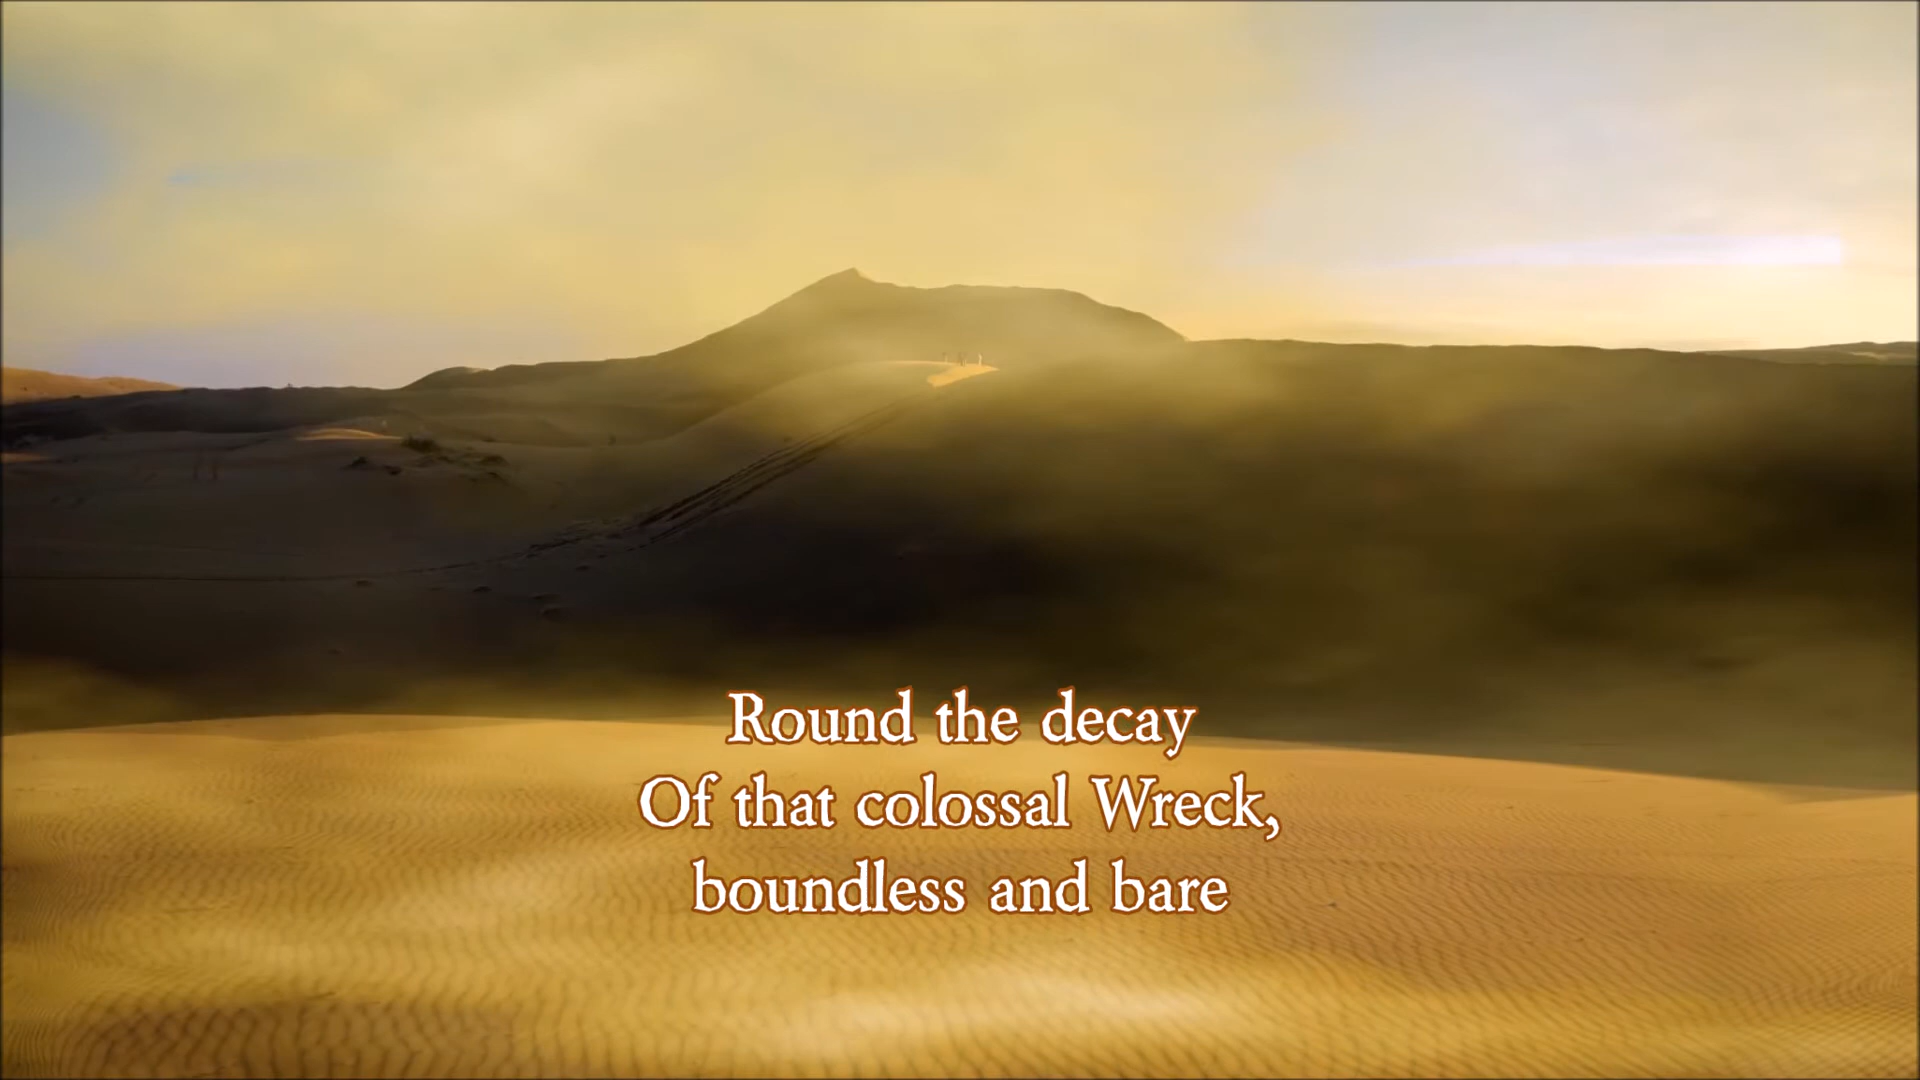 Round the decay
Of that colossal Wreck,
boundless and bare